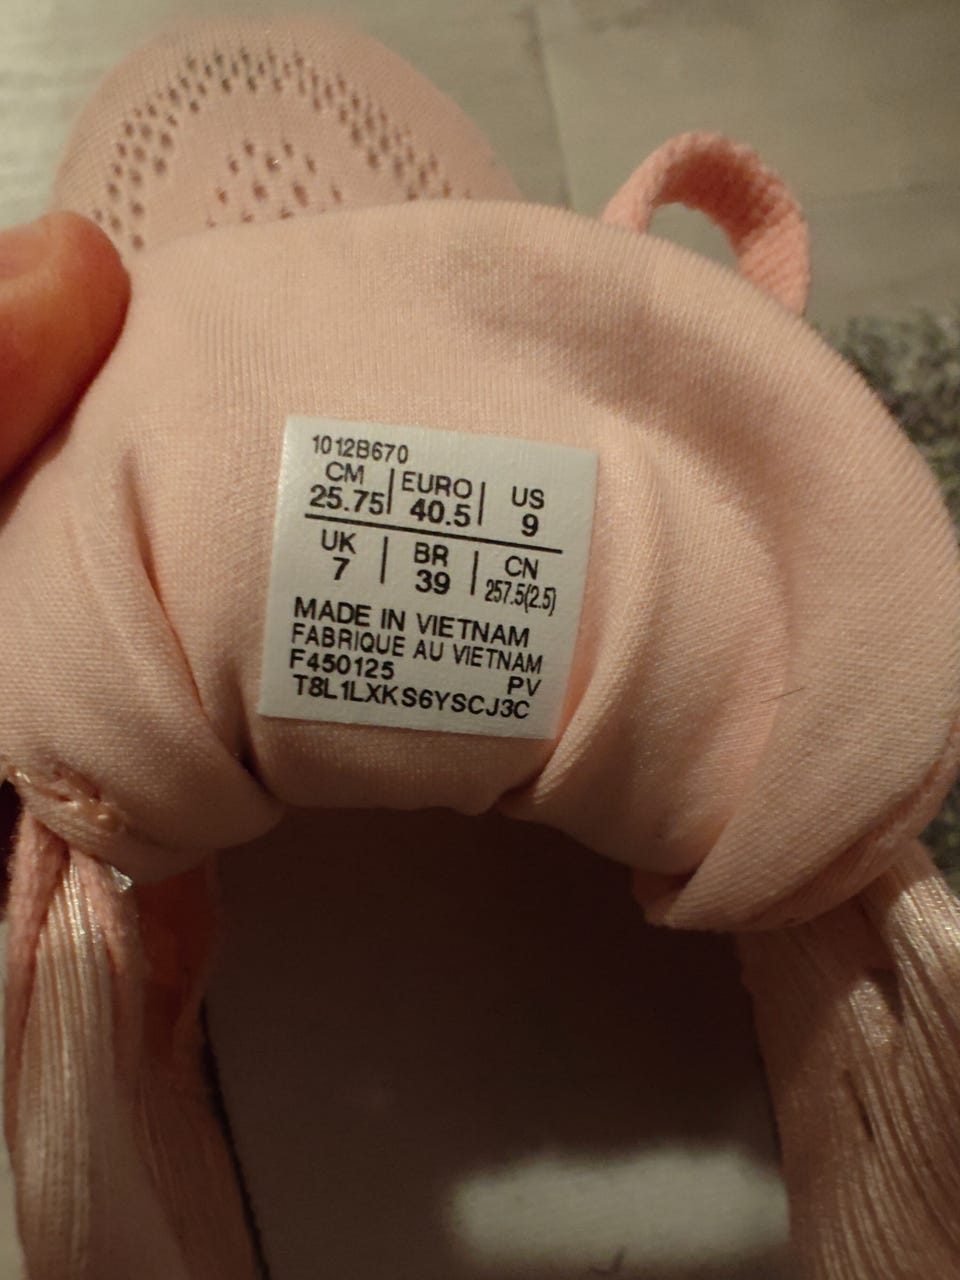 1012B670
CM EURO US
25.75 40.5 9
UK BR CN
7 39 257.5(2.5)
MADE IN VIETNAM
FABRIQUE AU VIETNAM
F450125 PV
T8L1LXKS6YSCJ3C